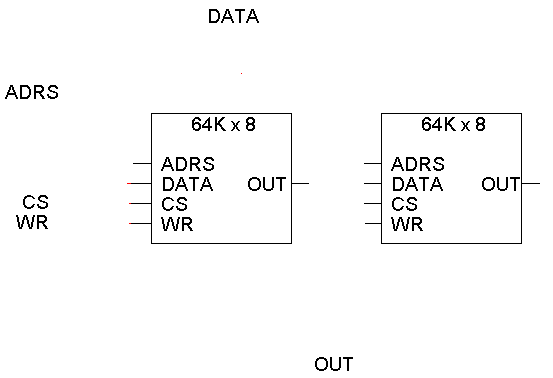 DATA
ADRS
64K x 8
ADRS
DATA OUT
CS
WR
64K x 8
ADRS
DATA OUT
CS
WR
CS
WR
OUT